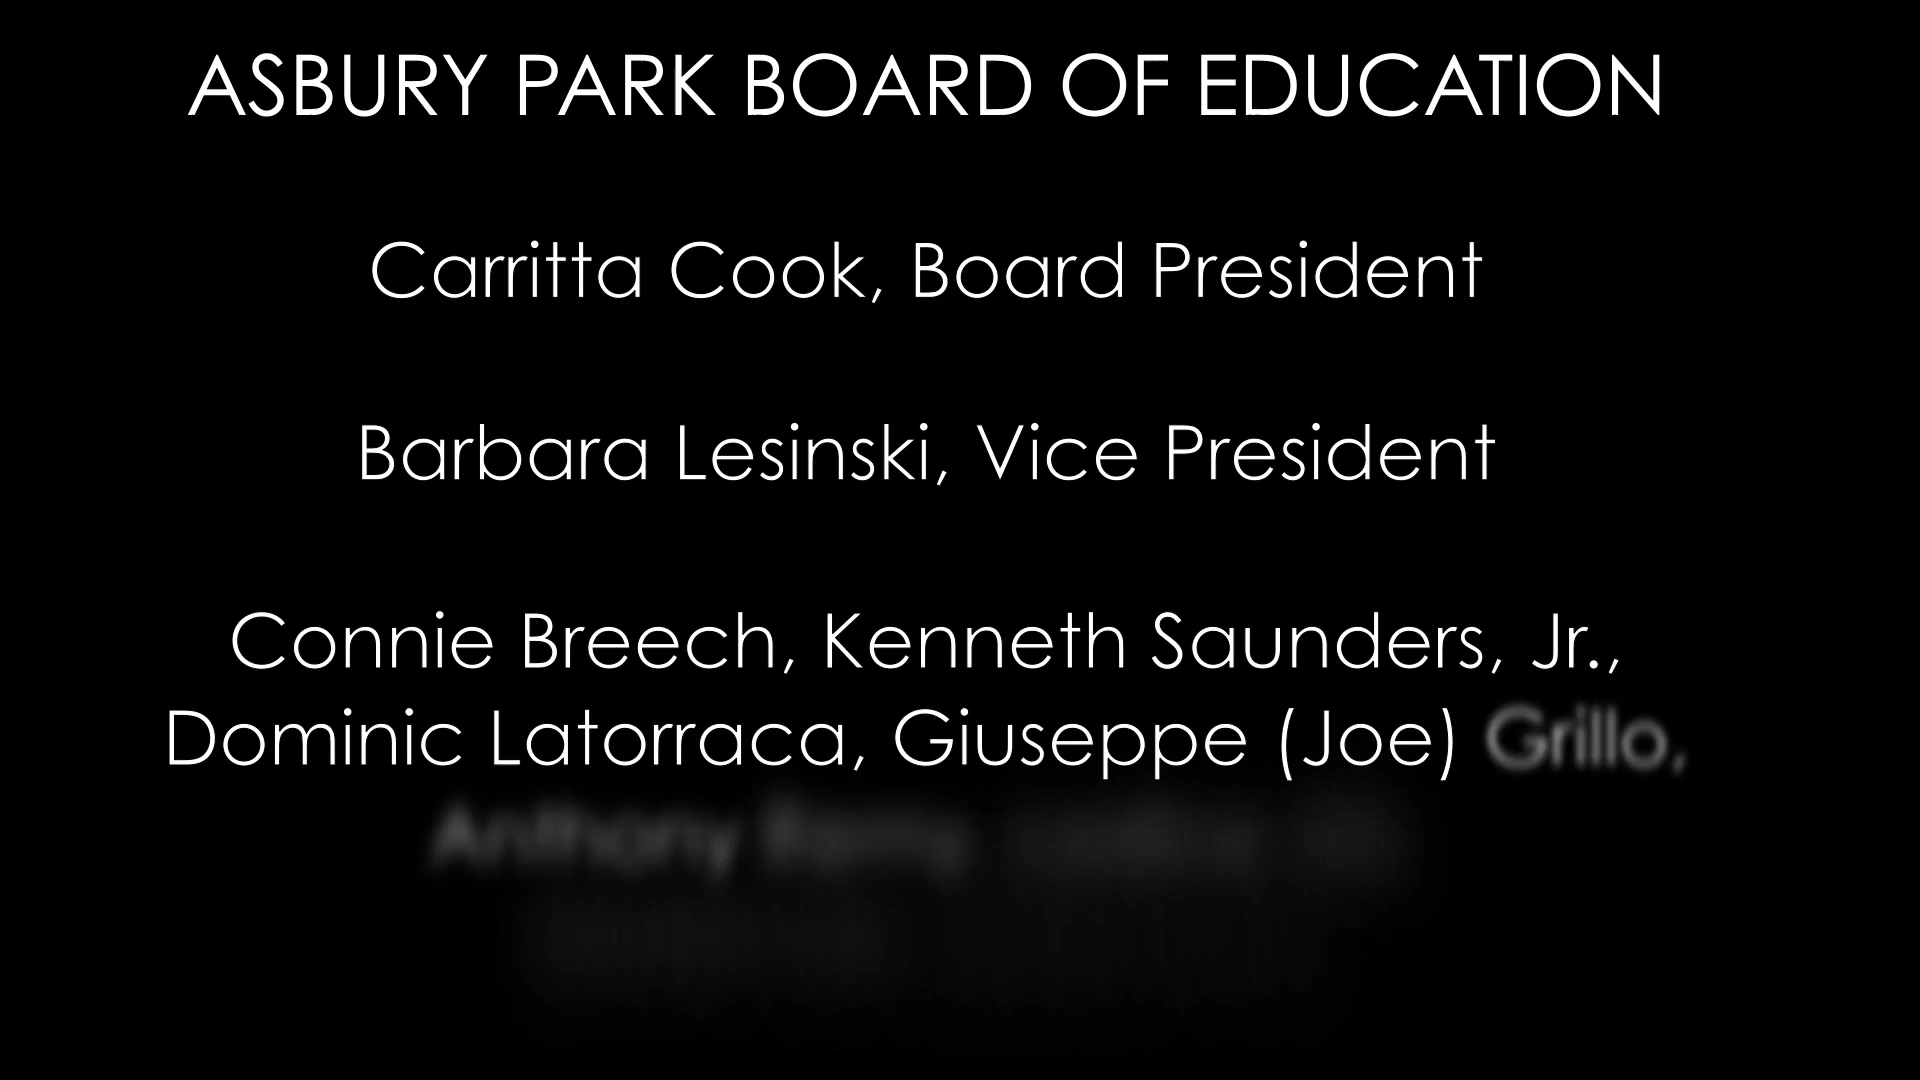 ASBURY PARK BOARD OF EDUCATION
Carritta Cook, Board President
Barbara Lesinski, Vice President
Connie Breech, Kenneth Saunders, Jr.,
Dominic Latorraca, Giuseppe (Joe) Grillo,
Anthony